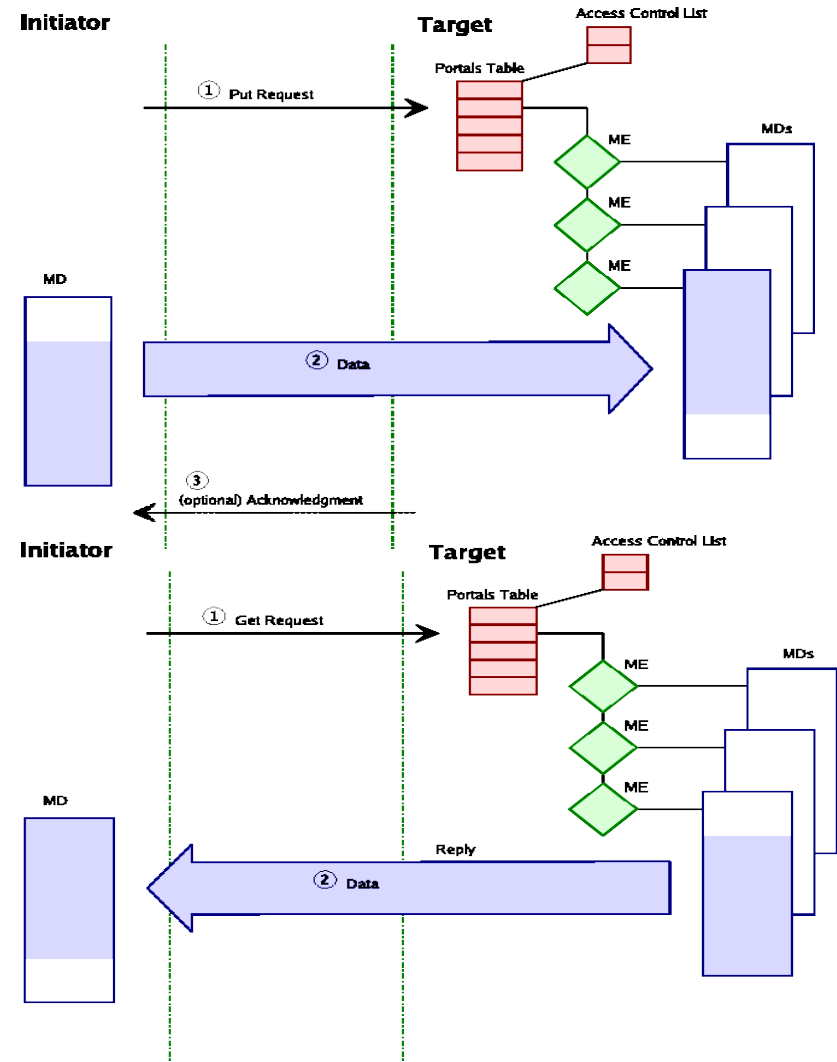 Initiator
Target
Access Control List
Portals Table
① Put Request
ME
MDs
ME
ME
MD
② Data
③
(optional) Acknowledgment
Initiator
Target
Access Control List
Portals Table
① Get Request
ME
MDs
ME
ME
MD
Reply
② Data